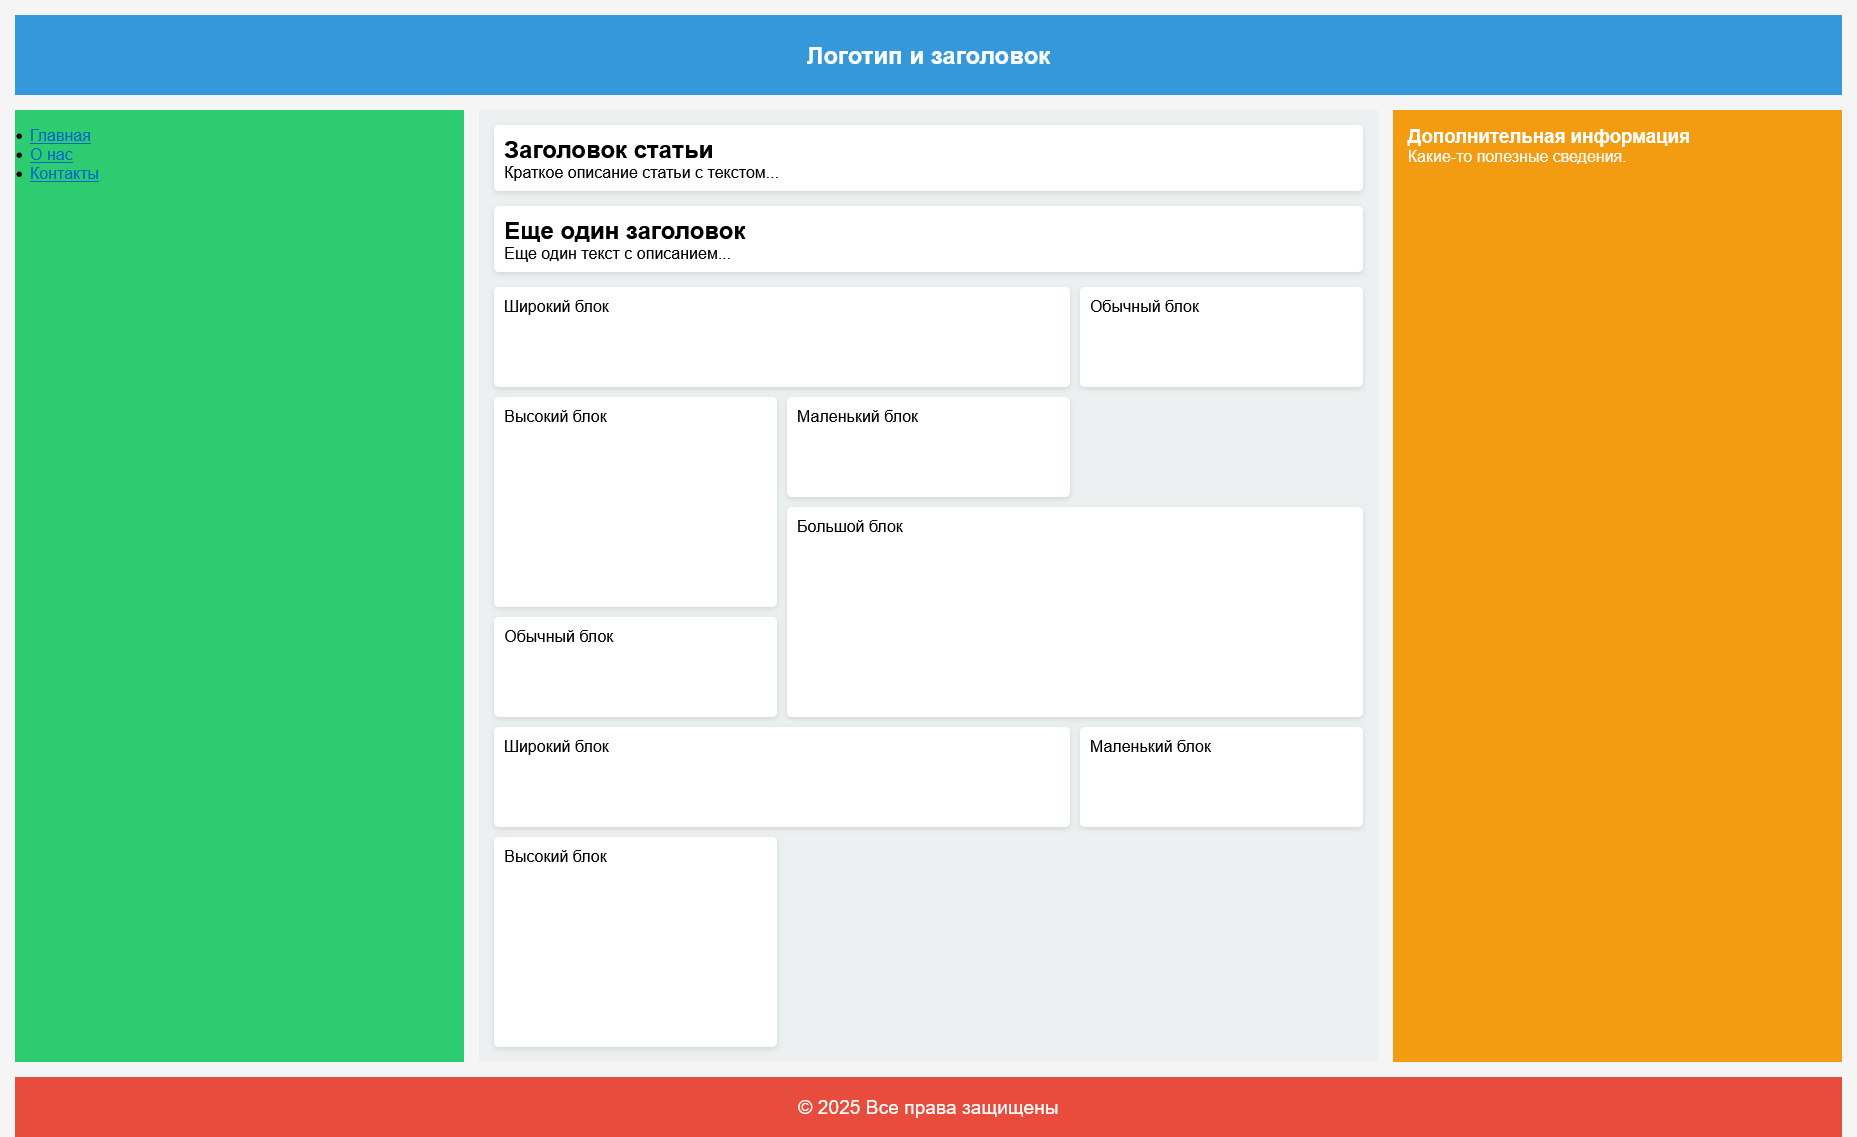 Логотип и заголовок
Главная
О нас
Контакты
Заголовок статьи
Краткое описание статьи с текстом...
Еще один заголовок
Еще один текст с описанием...
Широкий блок
Обычный блок
Высокий блок
Маленький блок
Большой блок
Обычный блок
Широкий блок
Маленький блок
Высокий блок
Дополнительная информация
Какие-то полезные сведения.
© 2025 Все права защищены